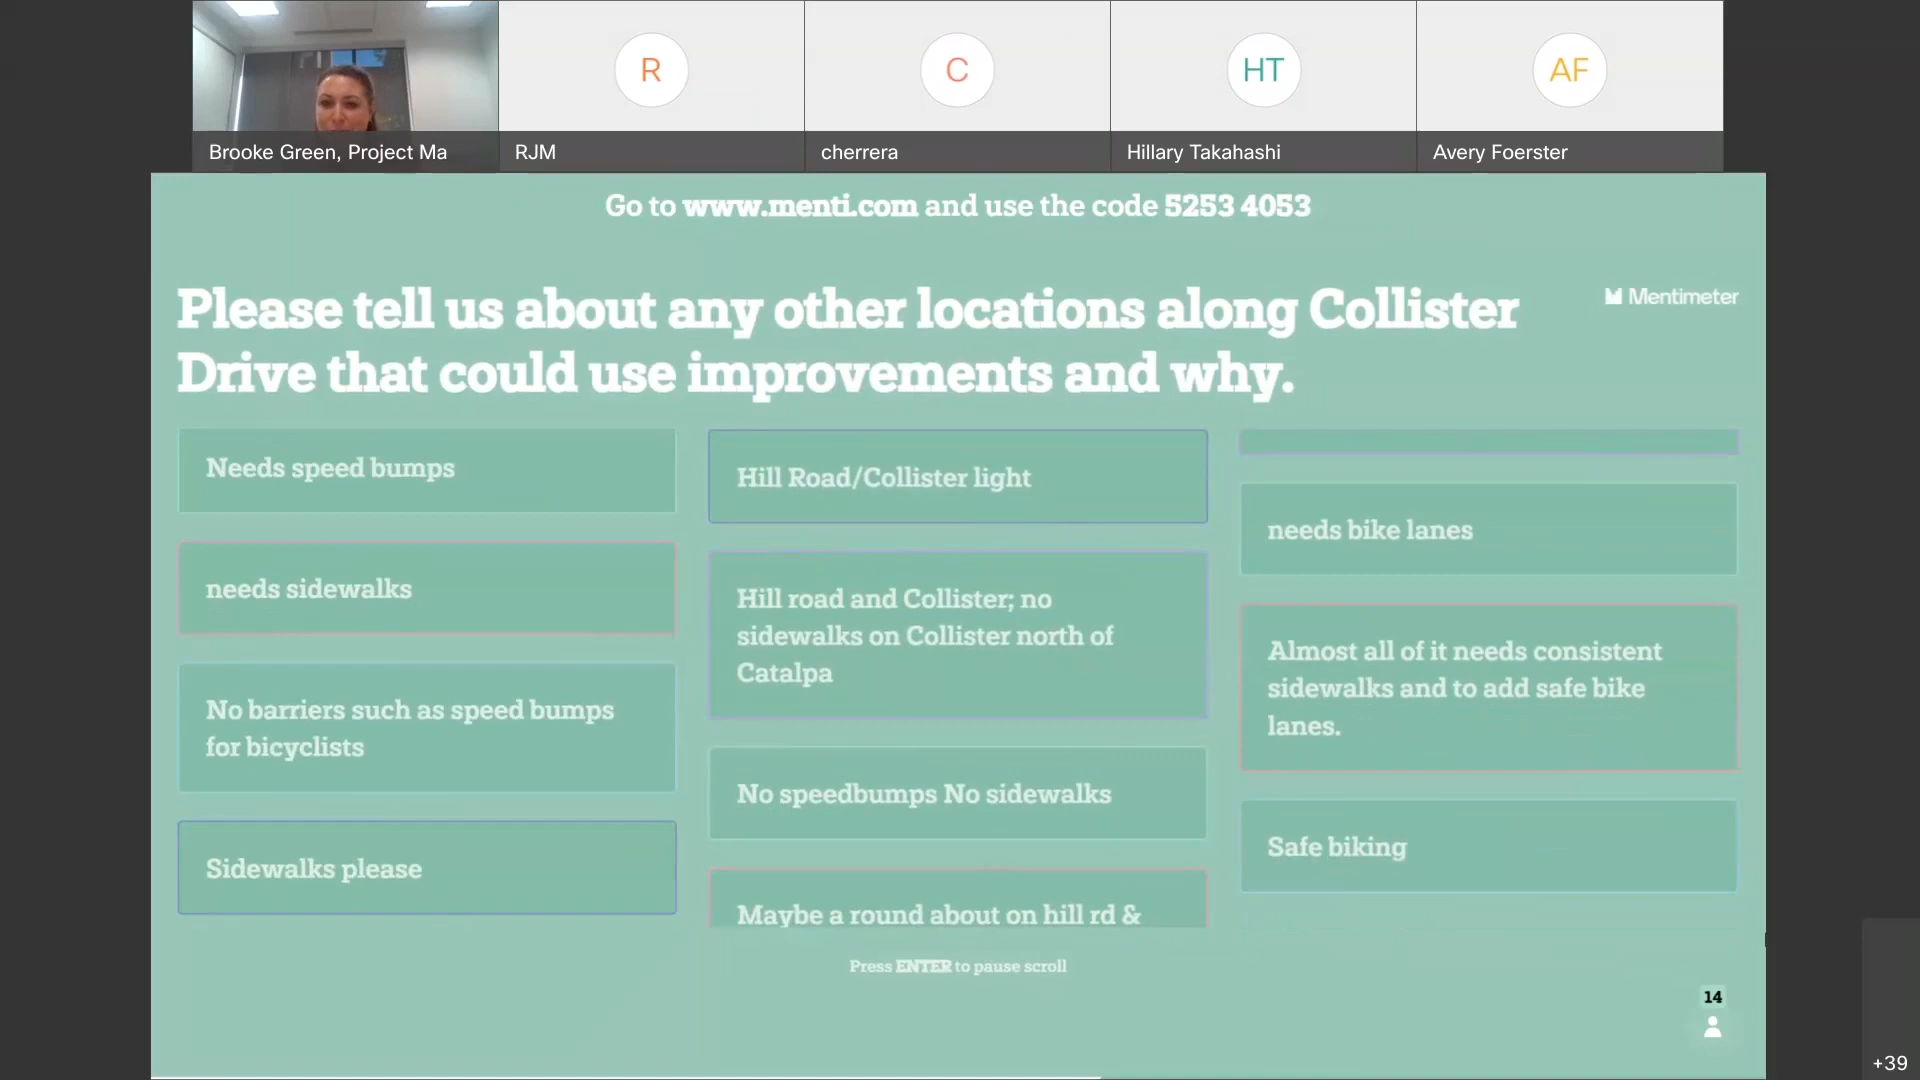 R
C
HT
AF
Brooke Green, Project Ma
RJM
cherrera
Hillary Takahashi
Avery Foerster
Go to www.menti.com and use the code 5253 4053
Please tell us about any other locations along Collister
Drive that could use improvements and why.
Mentimeter
Needs speed bumps
needs sidewalks
No barriers such as speed bumps
for bicyclists
Sidewalks please
Hill Road/Collister light
Hill road and Collister; no
sidewalks on Collister north of
Catalpa
No speedbumps No sidewalks
Maybe a round about on hill rd &
needs bike lanes
Almost all of it needs consistent
sidewalks and to add safe bike
lanes.
Safe biking
Press ENTER to pause scroll
14
+39